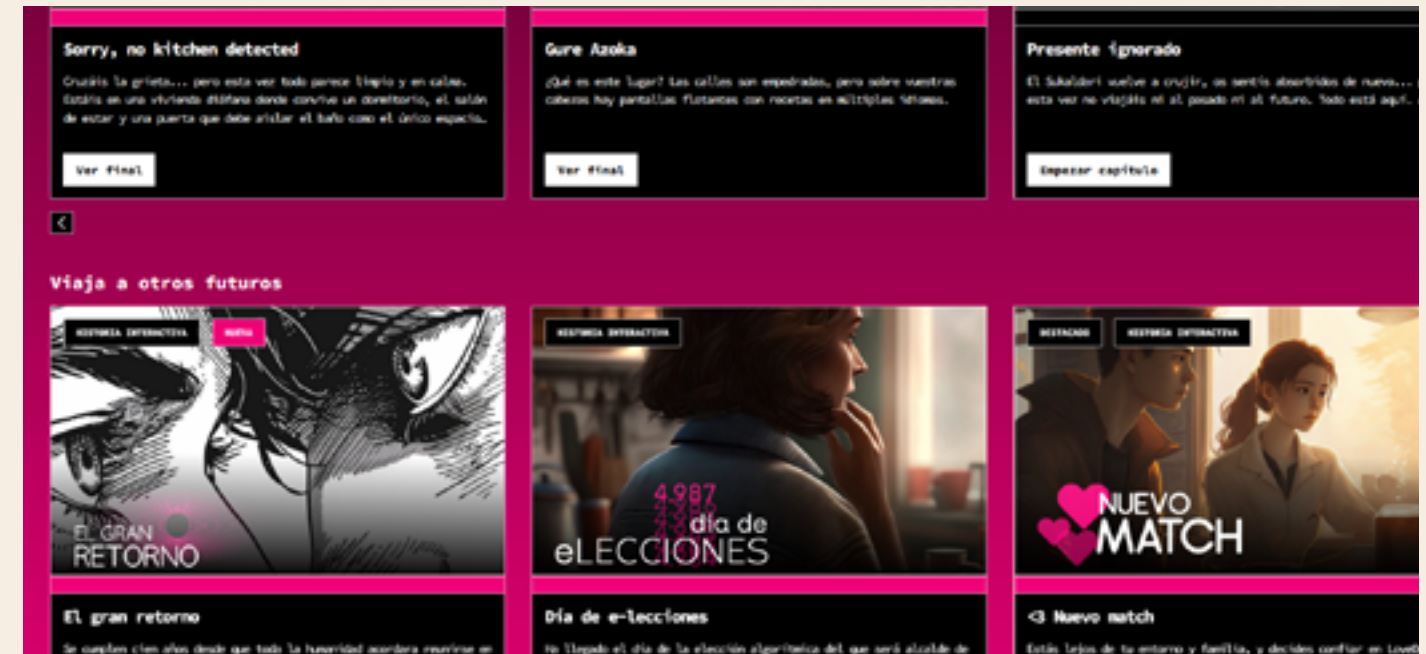 Sorry, no kitchen detected
Cruzáis la grieta... pero esta vez todo parece limpio y en calma.
Estáis en una vivienda diáfana donde convive un dormitorio, el salón
de estar y una puerta que debe aislar el baño como el único espacio…
Ver final
Gure Azoka
¿Qué es este lugar? Las calles son empedradas, pero sobre vuestras
cabezas hay pantallas flotantes con recetas en múltiples idiomas.
Ver final
Presente ignorado
El Sukaldari vuelve a crujir, os sentís absorbidos de nuevo...
esta vez no viajáis ni al pasado ni al futuro. Todo está aquí.
Empezar capítulo
Viaja a otros futuros
HISTORIA INTERACTIVA
NUEVA
EL GRAN
RETORNO
El gran retorno
Se cumplen cien años desde que toda la humanidad acordara reunirse en
HISTORIA INTERACTIVA
4.987
día de
eLECCIONES
Día de e-lecciones
Ha llegado el día de la elección algorítmica del que será alcalde de
DESTACADO
HISTORIA INTERACTIVA
NUEVO
MATCH
<3 Nuevo match
Estás lejos de tu entorno y familia, y decides confiar en